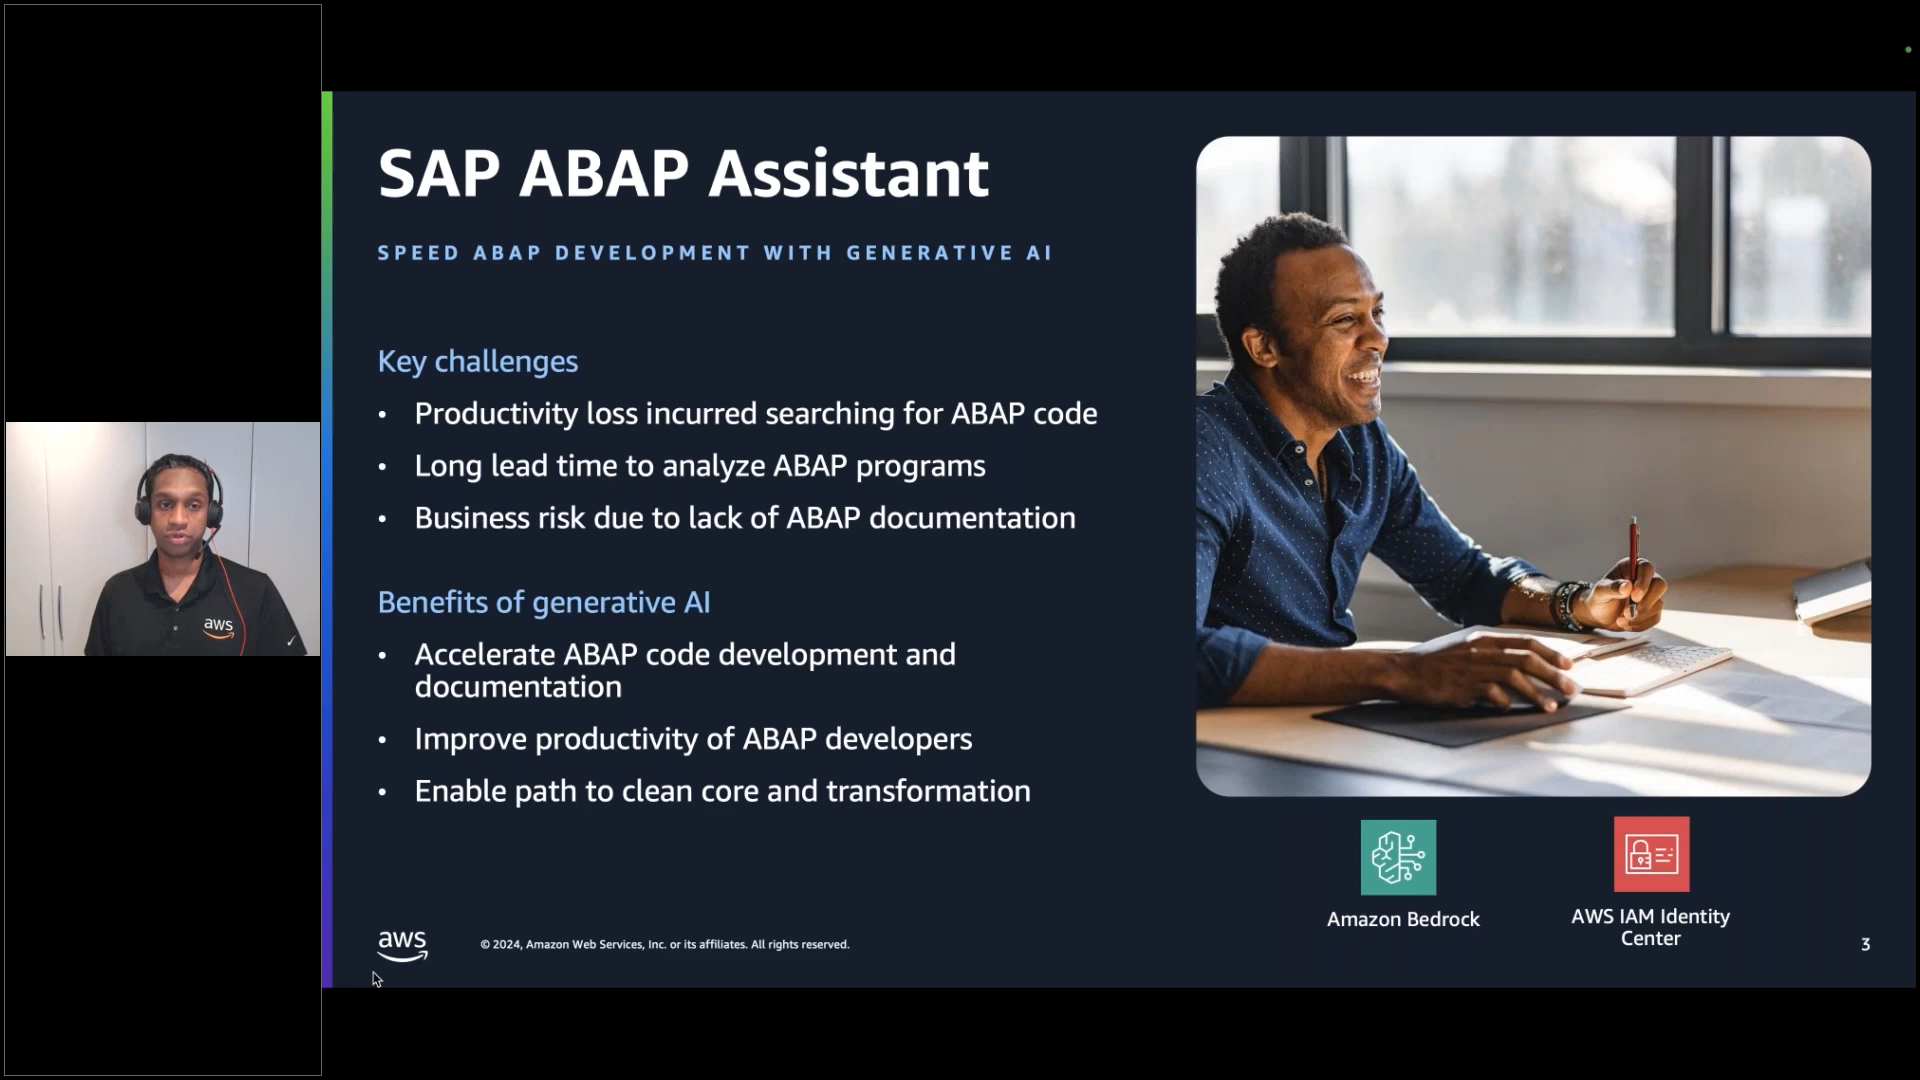 SAP ABAP Assistant
SPEED ABAP DEVELOPMENT WITH GENERATIVE AI
Key challenges
• Productivity loss incurred searching for ABAP code
• Long lead time to analyze ABAP programs
• Business risk due to lack of ABAP documentation
Benefits of generative AI
• Accelerate ABAP code development and
documentation
• Improve productivity of ABAP developers
• Enable path to clean core and transformation
aws
Amazon Bedrock
AWS IAM Identity
Center
aws
© 2024, Amazon Web Services, Inc. or its affiliates. All rights reserved.
3